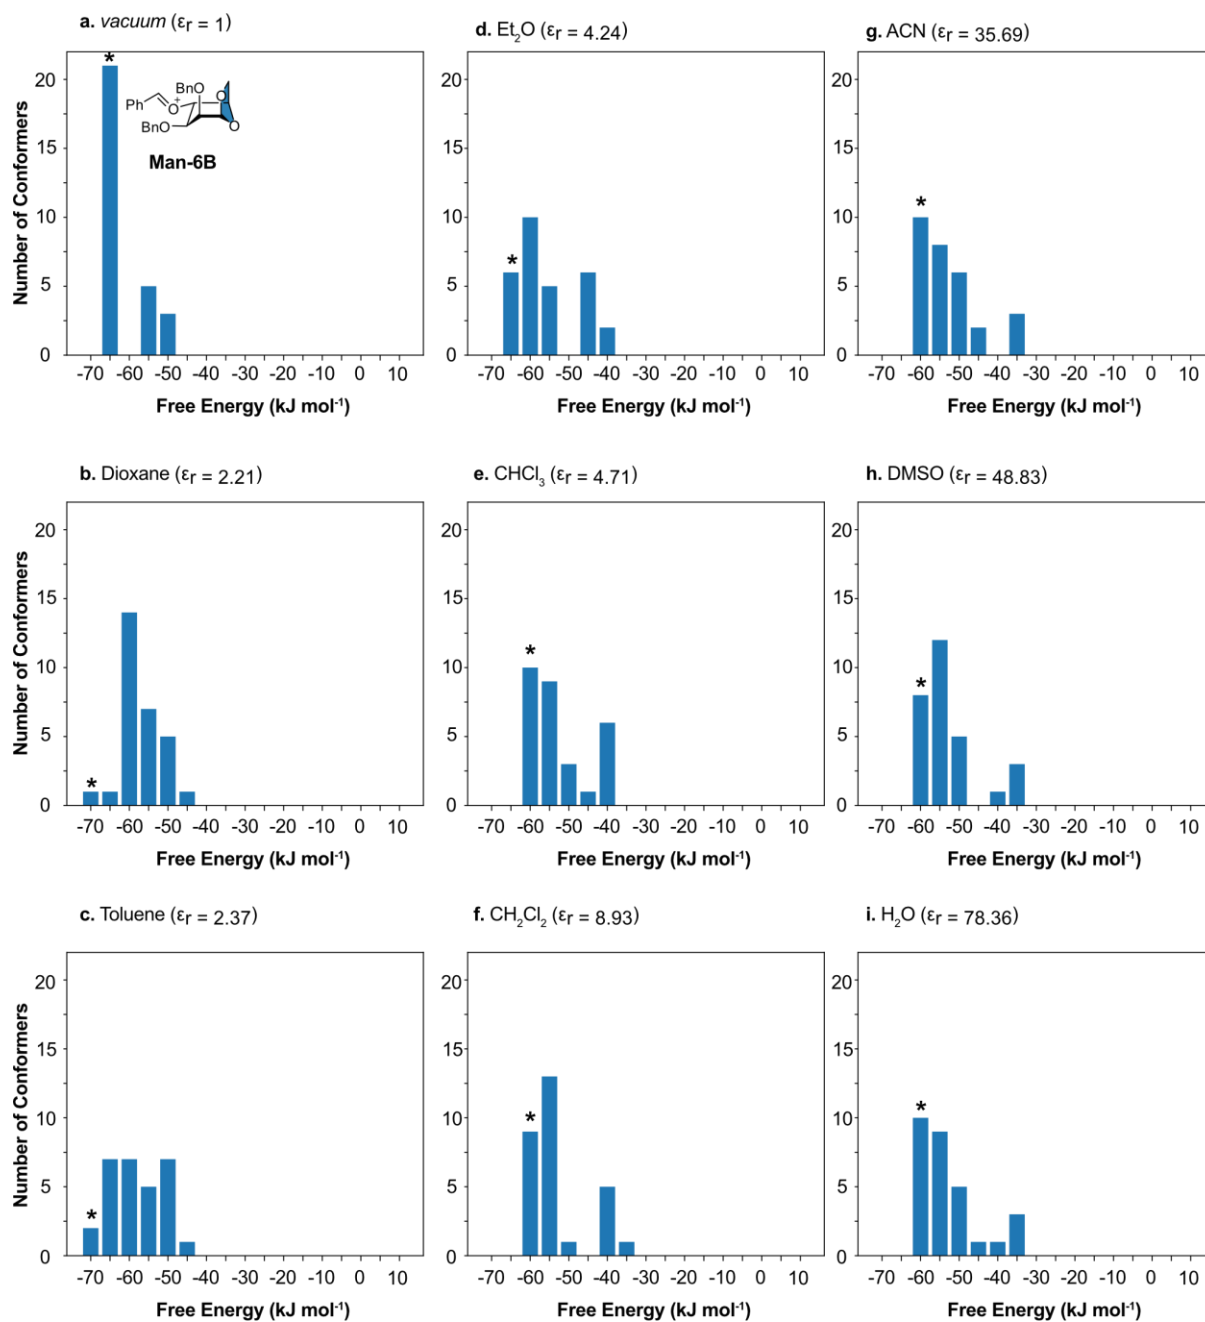 a. vacuum (εr = 1)
*
BnO
Ph
O
+
O
BnO
O
Man-6B
Number of Conformers
20
15
10
5
0
-70 -60 -50 -40 -30 -20 -10 0 10
Free Energy (kJ mol-1)
d. Et2O (εr = 4.24)
*
20
15
10
5
0
-70 -60 -50 -40 -30 -20 -10 0 10
Free Energy (kJ mol-1)
g. ACN (εr = 35.69)
*
20
15
10
5
0
-70 -60 -50 -40 -30 -20 -10 0 10
Free Energy (kJ mol-1)
b. Dioxane (εr = 2.21)
*
Number of Conformers
20
15
10
5
0
-70 -60 -50 -40 -30 -20 -10 0 10
Free Energy (kJ mol-1)
e. CHCl3 (εr = 4.71)
*
20
15
10
5
0
-70 -60 -50 -40 -30 -20 -10 0 10
Free Energy (kJ mol-1)
h. DMSO (εr = 48.83)
*
20
15
10
5
0
-70 -60 -50 -40 -30 -20 -10 0 10
Free Energy (kJ mol-1)
c. Toluene (εr = 2.37)
*
Number of Conformers
20
15
10
5
0
-70 -60 -50 -40 -30 -20 -10 0 10
Free Energy (kJ mol-1)
f. CH2Cl2 (εr = 8.93)
*
20
15
10
5
0
-70 -60 -50 -40 -30 -20 -10 0 10
Free Energy (kJ mol-1)
i. H2O (εr = 78.36)
*
20
15
10
5
0
-70 -60 -50 -40 -30 -20 -10 0 10
Free Energy (kJ mol-1)